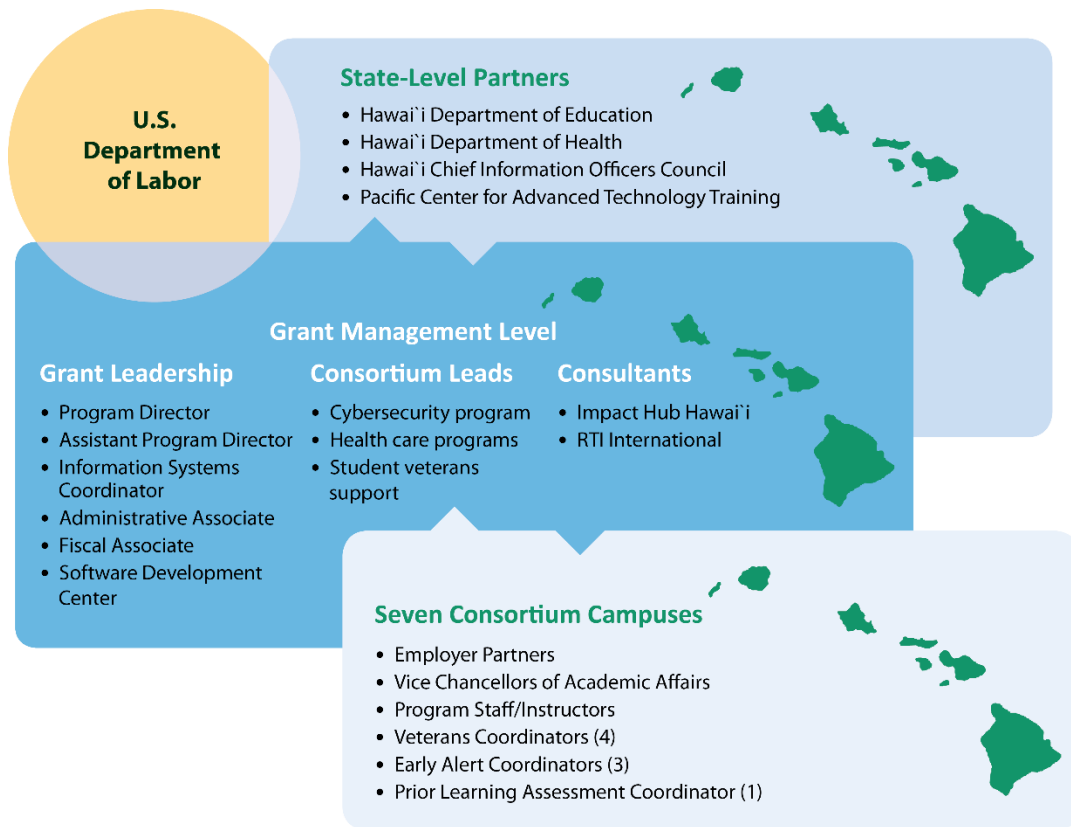 U.S.
Department
of Labor
State-Level Partners
• Hawai`i Department of Education
• Hawai`i Department of Health
• Hawai`i Chief Information Officers Council
• Pacific Center for Advanced Technology Training
Grant Management Level
Grant Leadership
• Program Director
• Assistant Program Director
• Information Systems
Coordinator
• Administrative Associate
• Fiscal Associate
• Software Development
Center
Consortium Leads
• Cybersecurity program
• Health care programs
• Student veterans
support
Consultants
• Impact Hub Hawai`i
• RTI International
Seven Consortium Campuses
• Employer Partners
• Vice Chancellors of Academic Affairs
• Program Staff/Instructors
• Veterans Coordinators (4)
• Early Alert Coordinators (3)
• Prior Learning Assessment Coordinator (1)